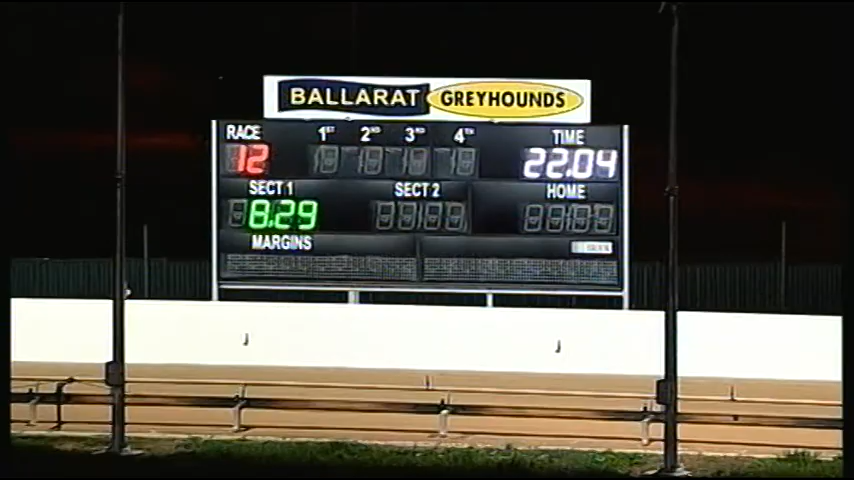 BALLARAT GREYHOUNDS
RACE 1ST 2ND 3RD 4TH TIME
12 22.04
SECT 1 SECT 2 HOME
8.29
MARGINS